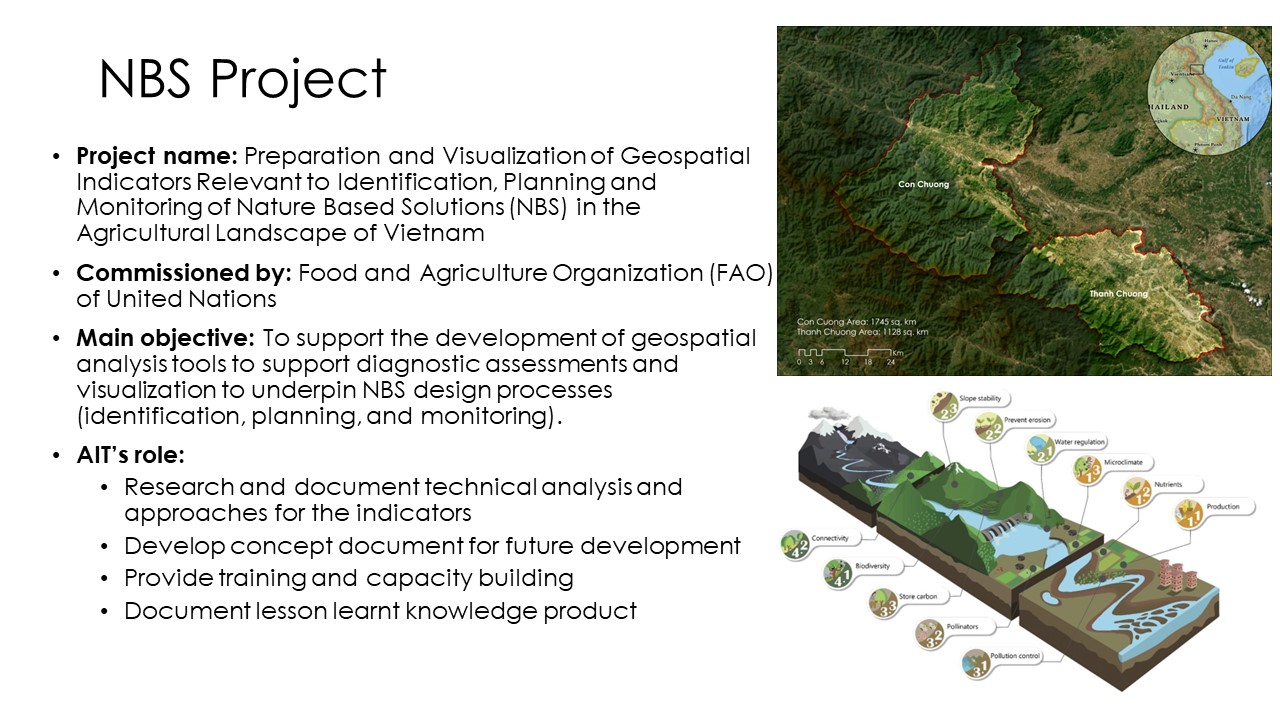 NBS Project
• Project name: Preparation and Visualization of Geospatial
Indicators Relevant to Identification, Planning and
Monitoring of Nature Based Solutions (NBS) in the
Agricultural Landscape of Vietnam
• Commissioned by: Food and Agriculture Organization (FAO)
of United Nations
• Main objective: To support the development of geospatial
analysis tools to support diagnostic assessments and
visualization to underpin NBS design processes
(identification, planning, and monitoring).
• AIT’s role:
• Research and document technical analysis and
approaches for the indicators
• Develop concept document for future development
• Provide training and capacity building
• Document lesson learnt knowledge product
Hanoi
Gulf of
Tonkin
Vientiane
Da Nang
HAILAND
VIETNAM
Phnom Penh
Con Chuong
Thanh Chuong
Con Cuong Area: 1745 sq. km
Thanh Chuong Area: 1128 sq. km
Km
0 3 6 12 18 24
Slope stability
2.3
Prevent erosion
2.2
Water regulation
2.1
Microclimate
1.3
Nutrients
1.2
Production
1.1
Connectivity
4.2
Biodiversity
4.1
Store carbon
3.3
Pollinators
3.2
Pollution control
3.1